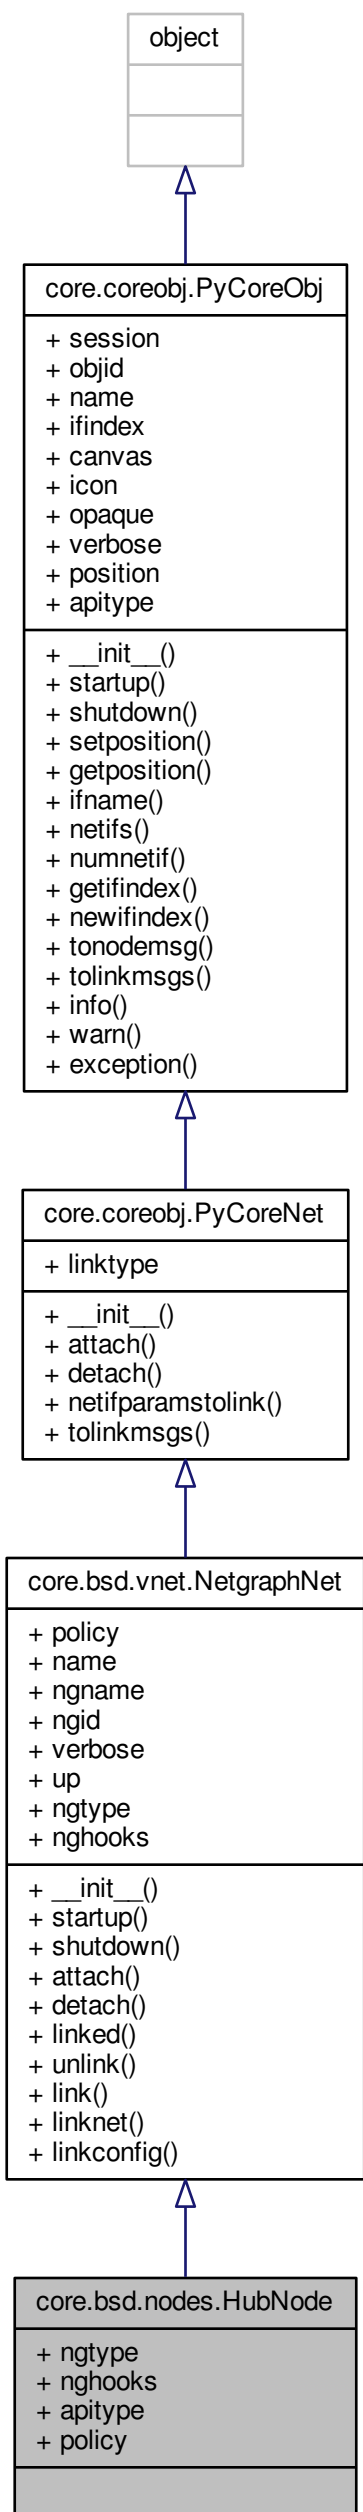 object
core.coreobj.PyCoreObj
+ session
+ objid
+ name
+ ifindex
+ canvas
+ icon
+ opaque
+ verbose
+ position
+ apitype
+ __init__()
+ startup()
+ shutdown()
+ setposition()
+ getposition()
+ ifname()
+ netifs()
+ numnetif()
+ getifindex()
+ newifindex()
+ tonodemsg()
+ tolinkmsgs()
+ info()
+ warn()
+ exception()
core.coreobj.PyCoreNet
+ linktype
+ __init__()
+ attach()
+ detach()
+ netifparamstolink()
+ tolinkmsgs()
core.bsd.vnet.NetgraphNet
+ policy
+ name
+ ngname
+ ngid
+ verbose
+ up
+ ngtype
+ nghooks
+ __init__()
+ startup()
+ shutdown()
+ attach()
+ detach()
+ linked()
+ unlink()
+ link()
+ linknet()
+ linkconfig()
core.bsd.nodes.HubNode
+ ngtype
+ nghooks
+ apitype
+ policy